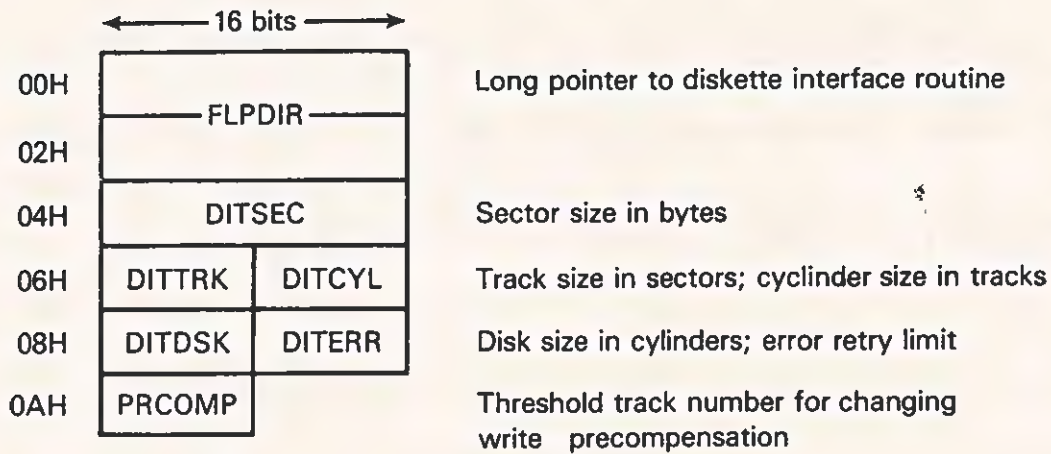 16 bits
00H
Long pointer to diskette interface routine
FLPDIR
02H
04H DITSEC Sector size in bytes
06H DITTRK DITCYL Track size in sectors; cyclinder size in tracks
08H DITDSK DITERR Disk size in cylinders; error retry limit
0AH PRCOMP Threshold track number for changing
write precompensation